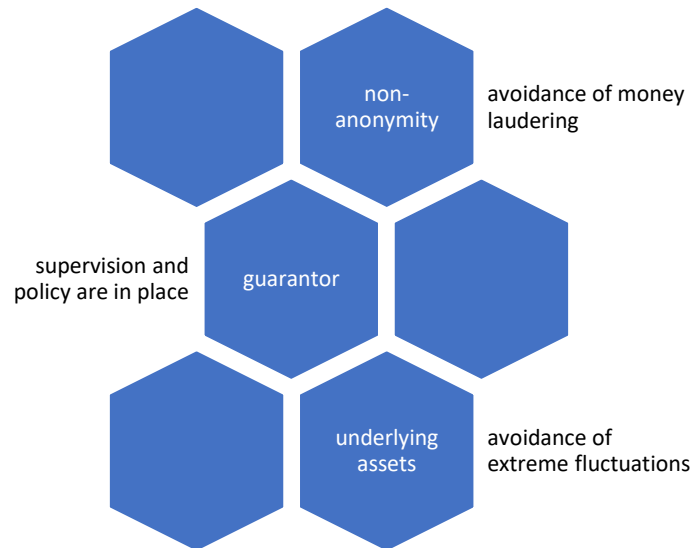 non-
anonymity
avoidance of money
laudering
supervision and
policy are in place
guarantor
underlying
assets
avoidance of
extreme fluctuations